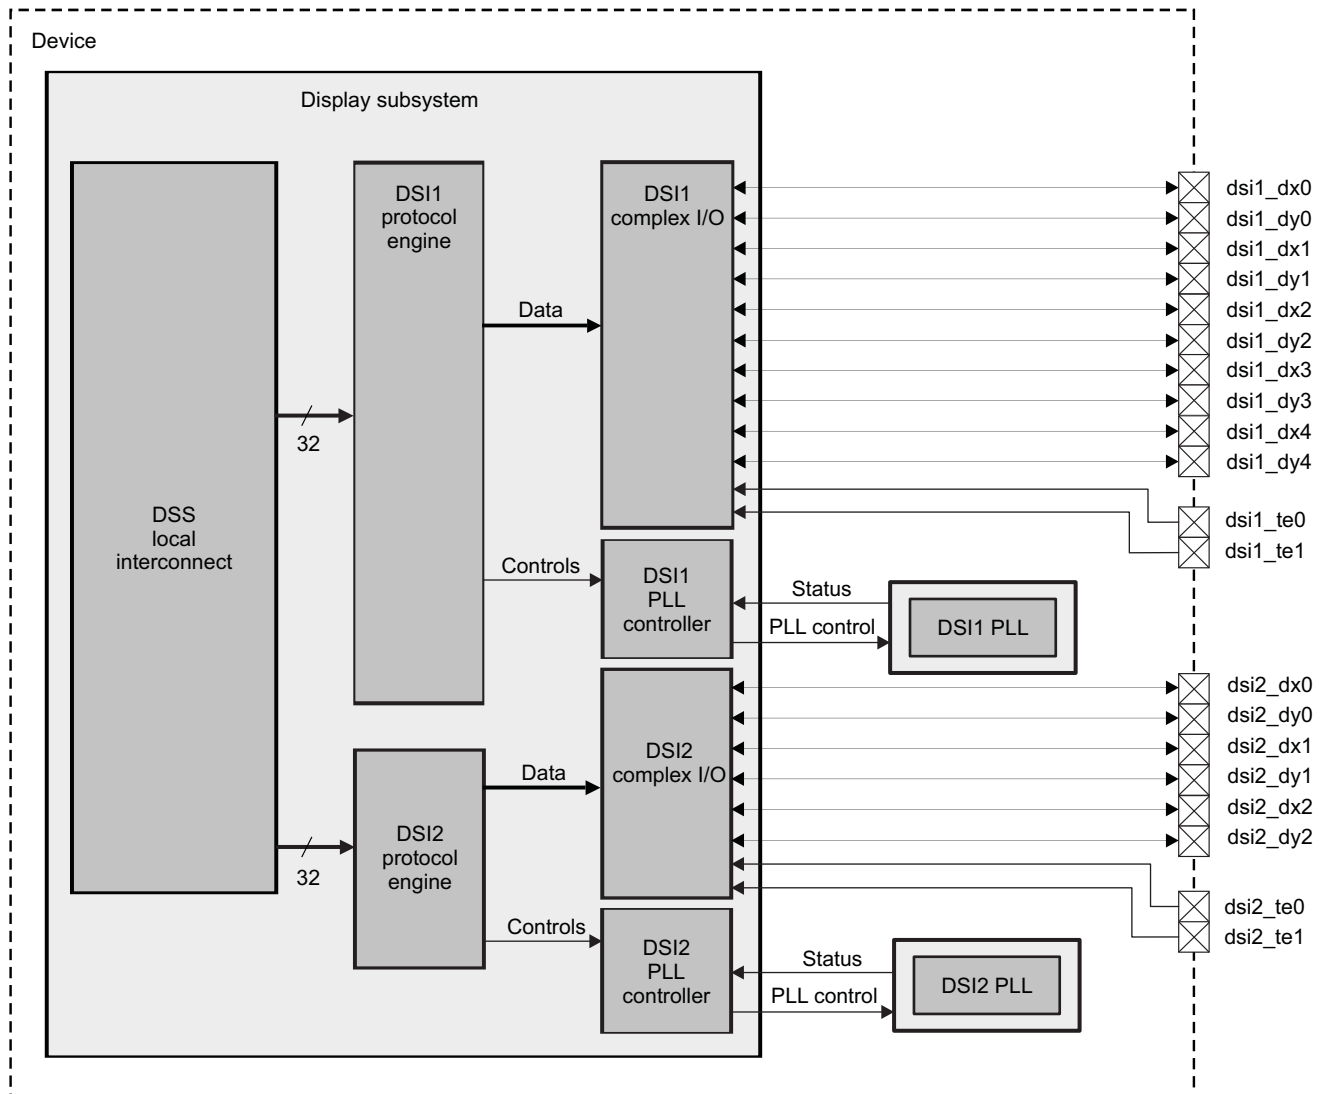 Device
Display subsystem
DSS
local
interconnect
32
32
DSI1
protocol
engine
Data
Controls
DSI1
complex I/O
DSI1
PLL
controller
Status
PLL control
DSI1 PLL
dsi1_dx0
dsi1_dy0
dsi1_dx1
dsi1_dy1
dsi1_dx2
dsi1_dy2
dsi1_dx3
dsi1_dy3
dsi1_dx4
dsi1_dy4
dsi1_te0
dsi1_te1
DSI2
protocol
engine
Data
Controls
DSI2
complex I/O
DSI2
PLL
controller
Status
PLL control
DSI2 PLL
dsi2_dx0
dsi2_dy0
dsi2_dx1
dsi2_dy1
dsi2_dx2
dsi2_dy2
dsi2_te0
dsi2_te1